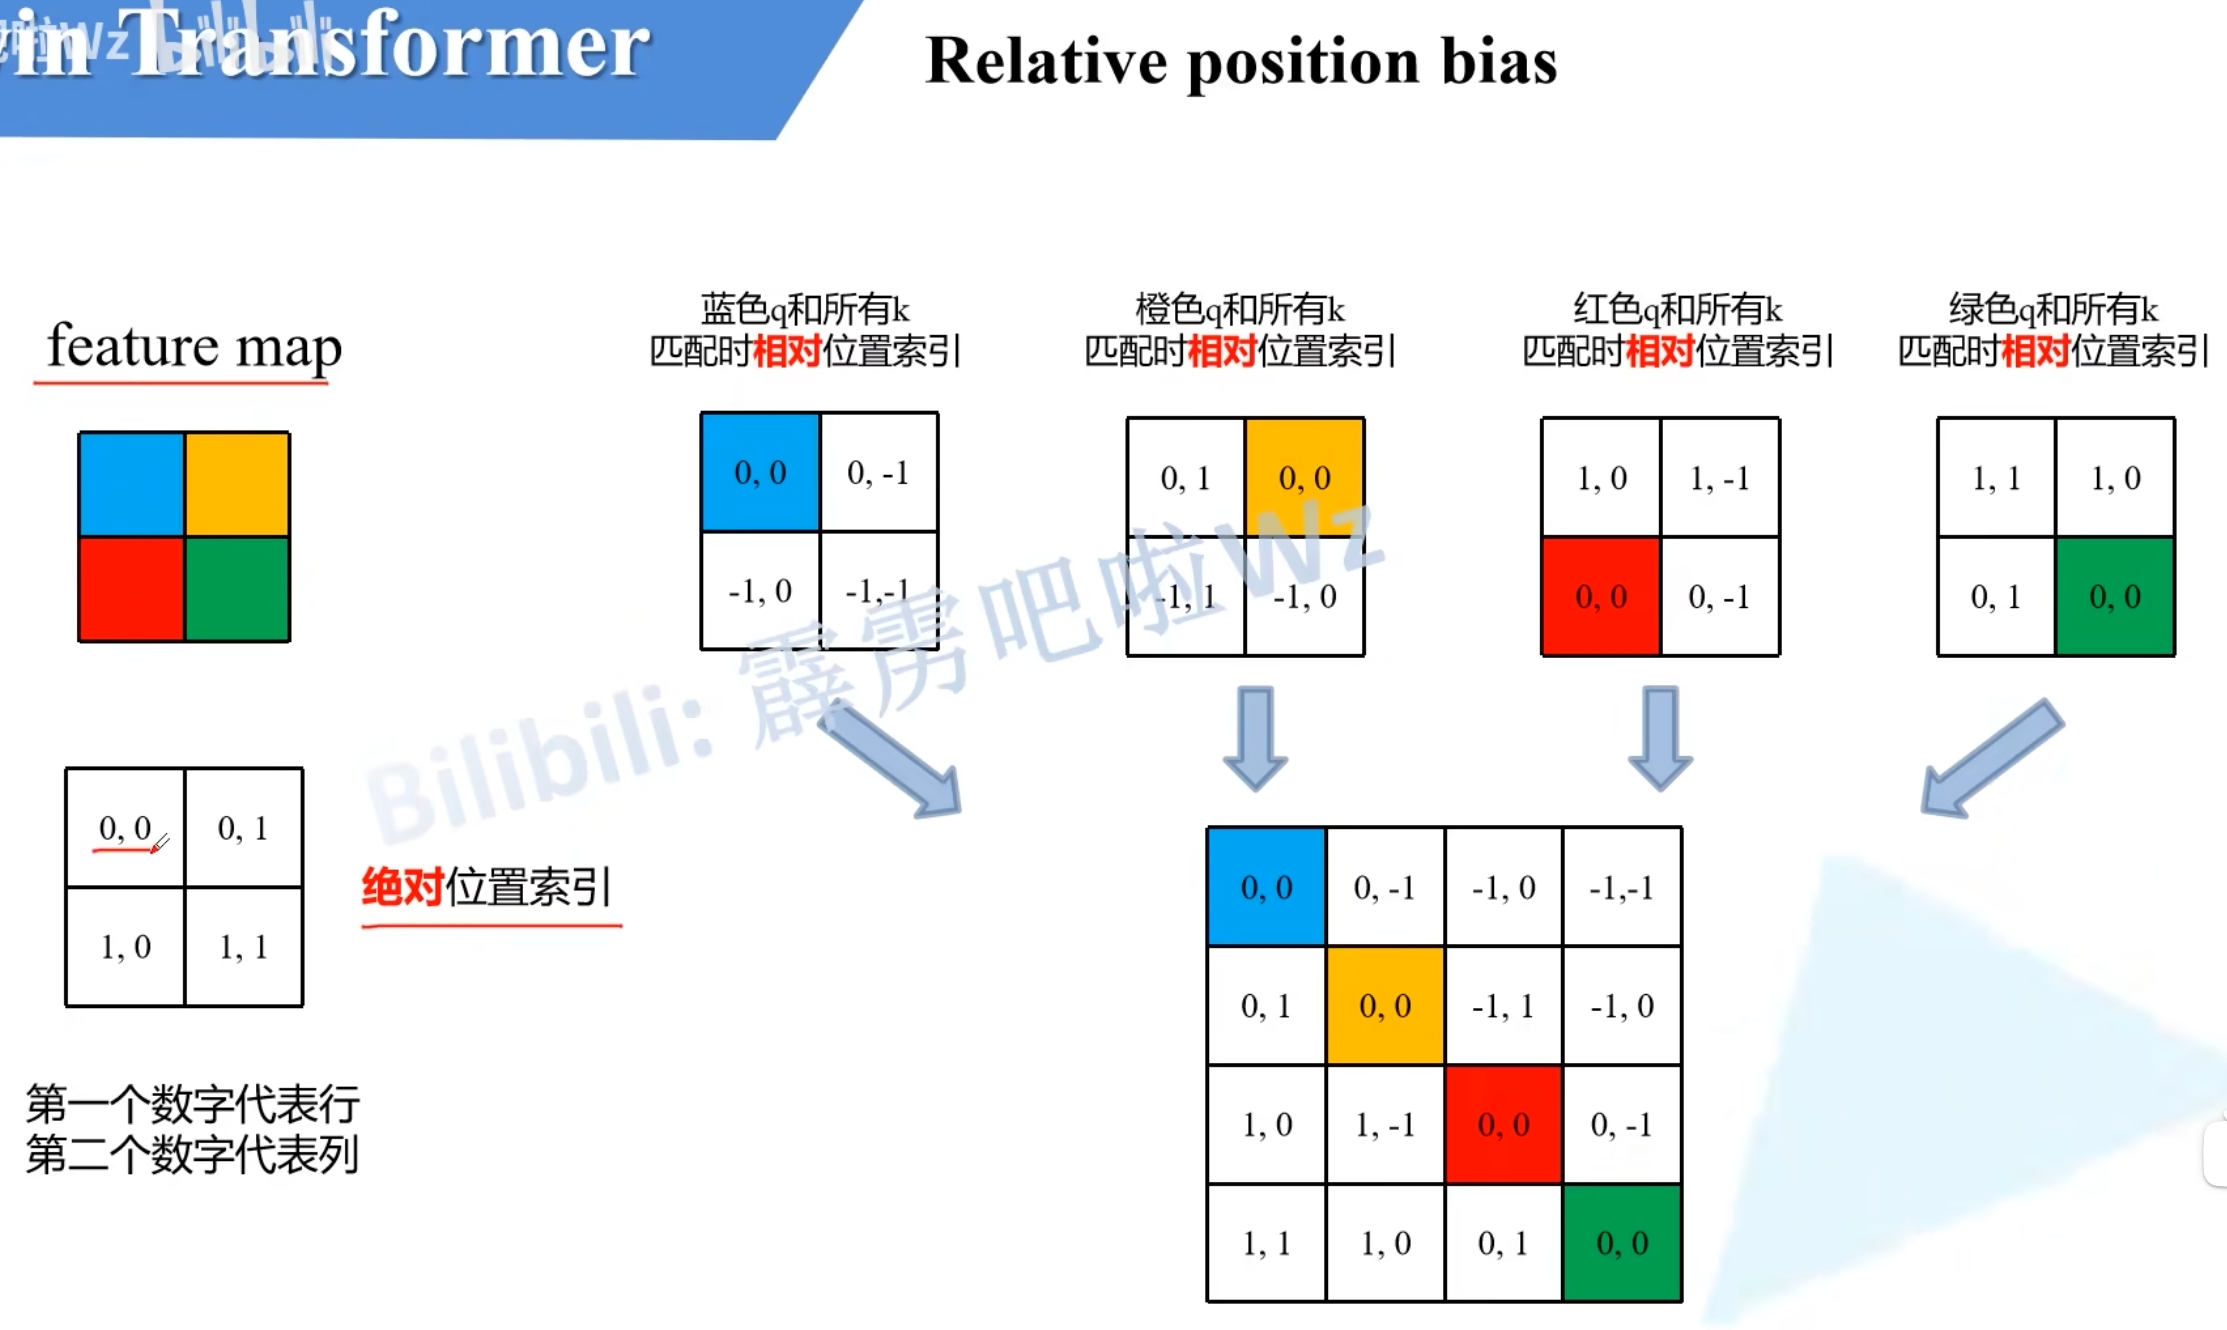 in Transformer
Wz bilibili
Relative position bias
feature map
蓝色q和所有k
匹配时相对位置索引
橙色q和所有k
匹配时相对位置索引
红色q和所有k
匹配时相对位置索引
绿色q和所有k
匹配时相对位置索引
0, 0 0, -1
-1, 0 -1,-1
0, 1 0, 0
-1, 1 -1, 0
1, 0 1, -1
0, 0 0, -1
1, 1 1, 0
0, 1 0, 0
Bilibili: 霹雳吧啦Wz
0, 0 0, 1
1, 0 1, 1
绝对位置索引
第一个数字代表行
第二个数字代表列
0, 0 0, -1 -1, 0 -1,-1
0, 1 0, 0 -1, 1 -1, 0
1, 0 1, -1 0, 0 0, -1
1, 1 1, 0 0, 1 0, 0